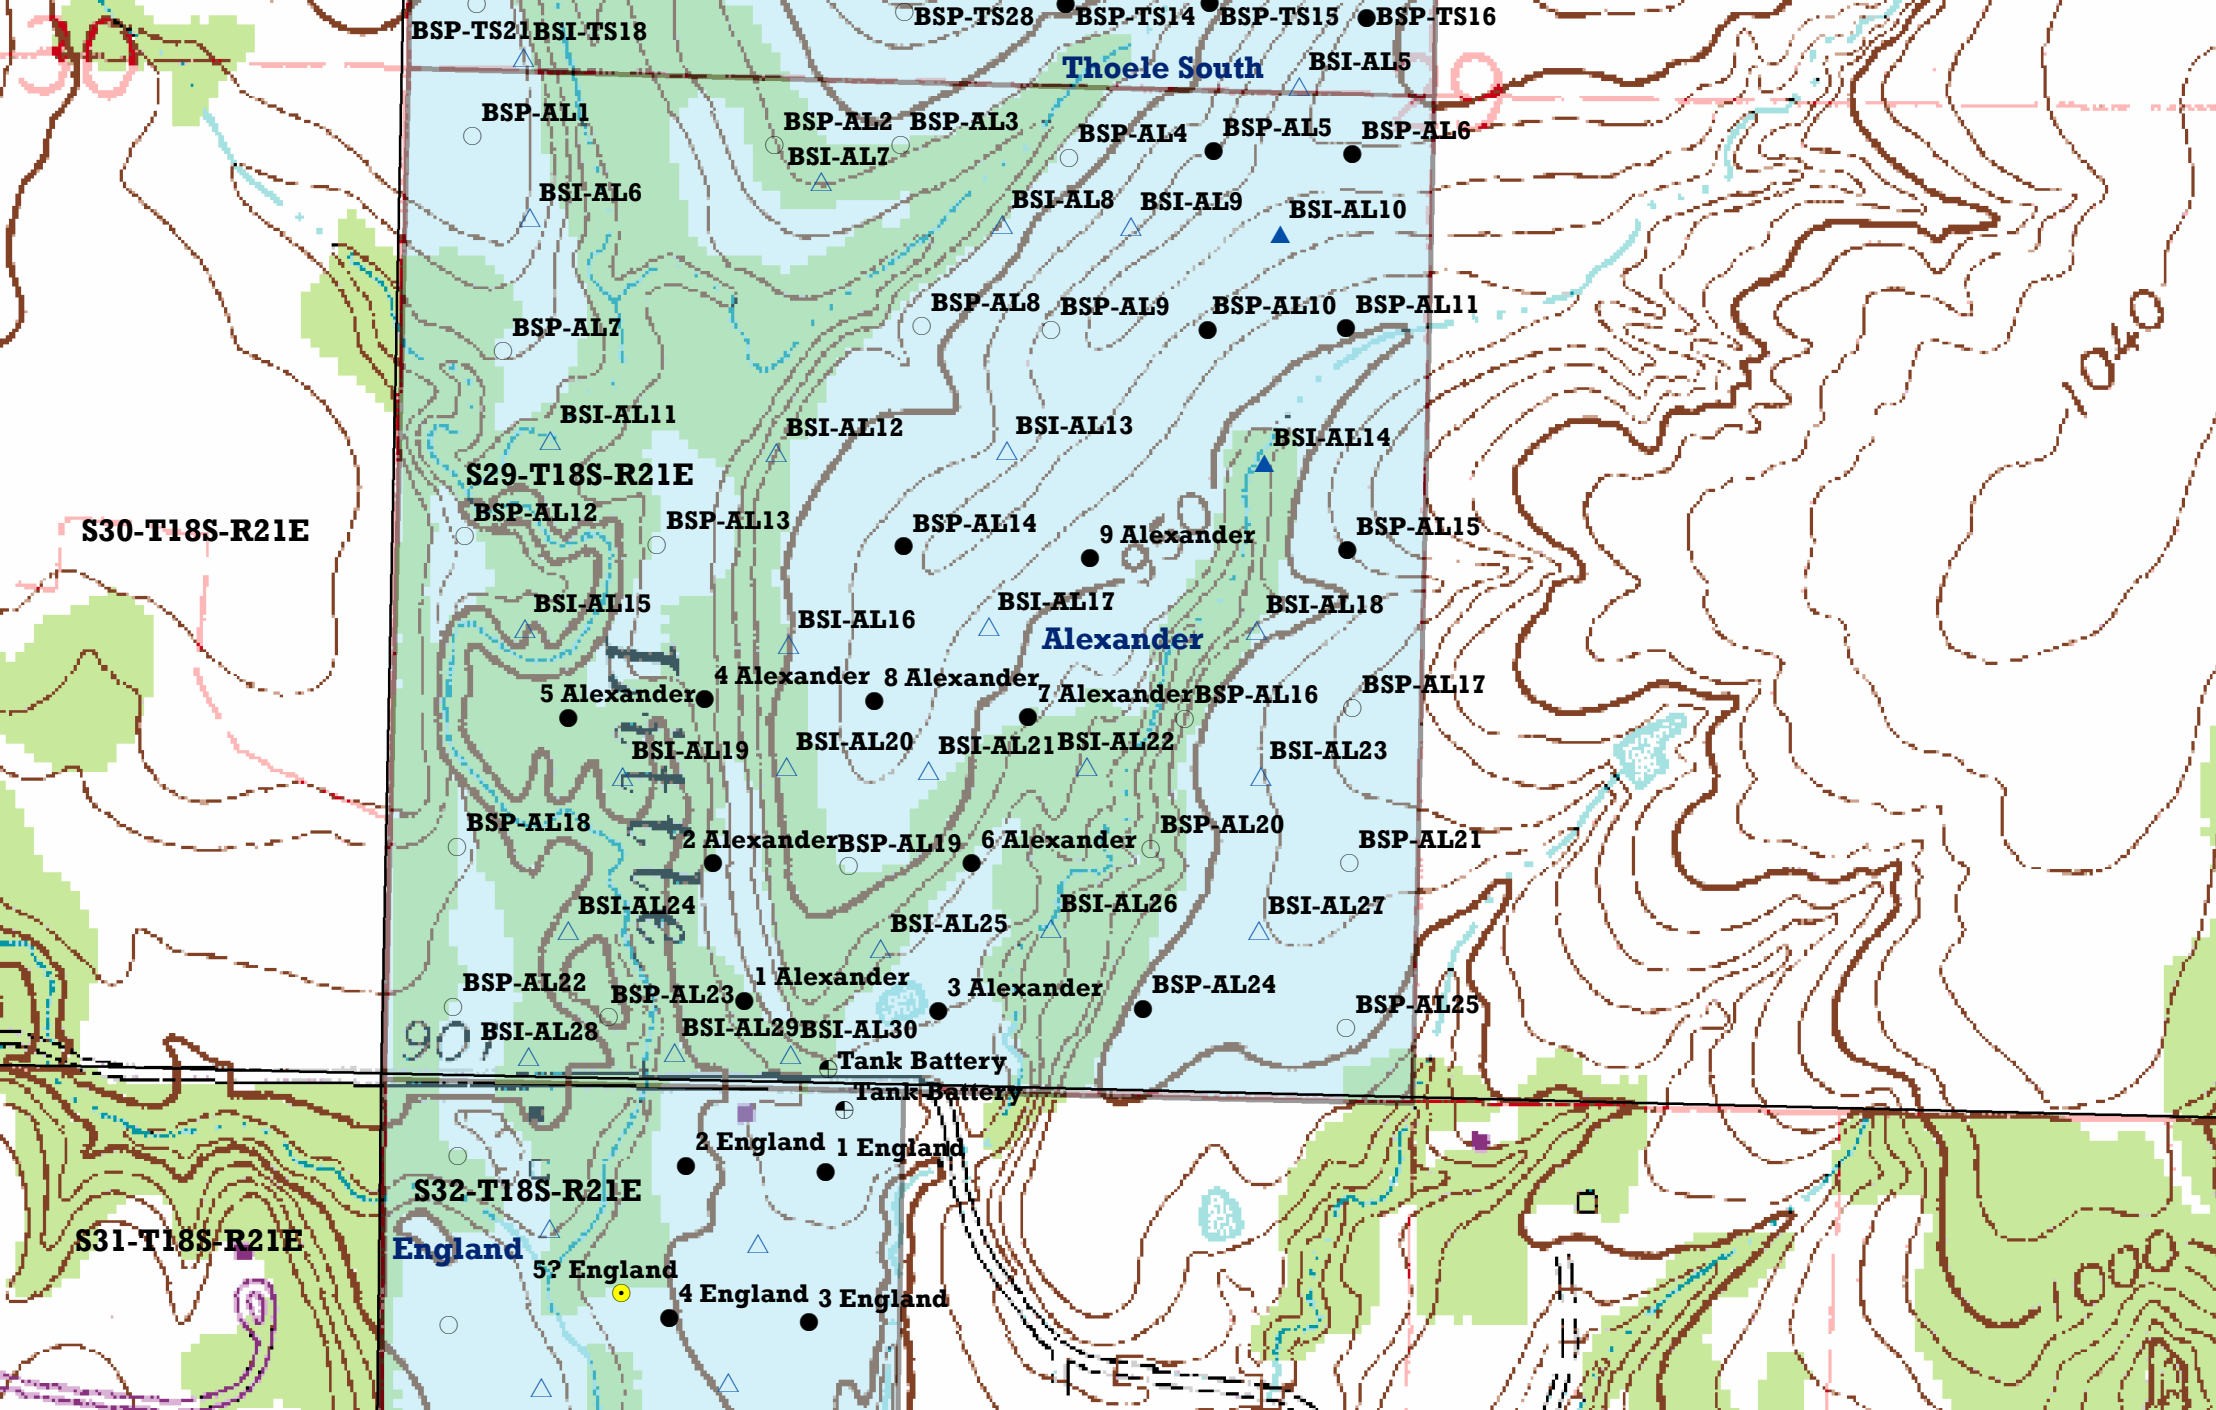 BSP-TS28
BSP-TS14
BSP-TS15
BSP-TS16
BSP-TS21
BSI-TS18
30
29
Thoele South
BSI-AL5
BSP-AL1
BSP-AL2
BSP-AL3
BSP-AL4
BSP-AL5
BSP-AL6
BSI-AL7
BSI-AL6
BSI-AL8
BSI-AL9
BSI-AL10
BSP-AL7
BSP-AL8
BSP-AL9
BSP-AL10
BSP-AL11
1040
BSI-AL11
BSI-AL12
BSI-AL13
BSI-AL14
S29-T18S-R21E
S30-T18S-R21E
BSP-AL12
BSP-AL13
BSP-AL14
9 Alexander
950
BSP-AL15
BSI-AL15
BSI-AL16
BSI-AL17
BSI-AL18
Alexander
Little
5 Alexander
4 Alexander
8 Alexander
7 Alexander
BSP-AL16
BSP-AL17
BSI-AL19
BSI-AL20
BSI-AL21
BSI-AL22
BSI-AL23
BSP-AL18
2 Alexander
BSP-AL19
6 Alexander
BSP-AL20
BSP-AL21
BSI-AL24
BSI-AL25
BSI-AL26
BSI-AL27
BSP-AL22
BSP-AL23
1 Alexander
3 Alexander
BSP-AL24
BSP-AL25
907
BSI-AL28
BSI-AL29
BSI-AL30
Tank Battery
Tank Battery
2 England
1 England
S32-T18S-R21E
S31-T18S-R21E
England
5? England
4 England
3 England
1000